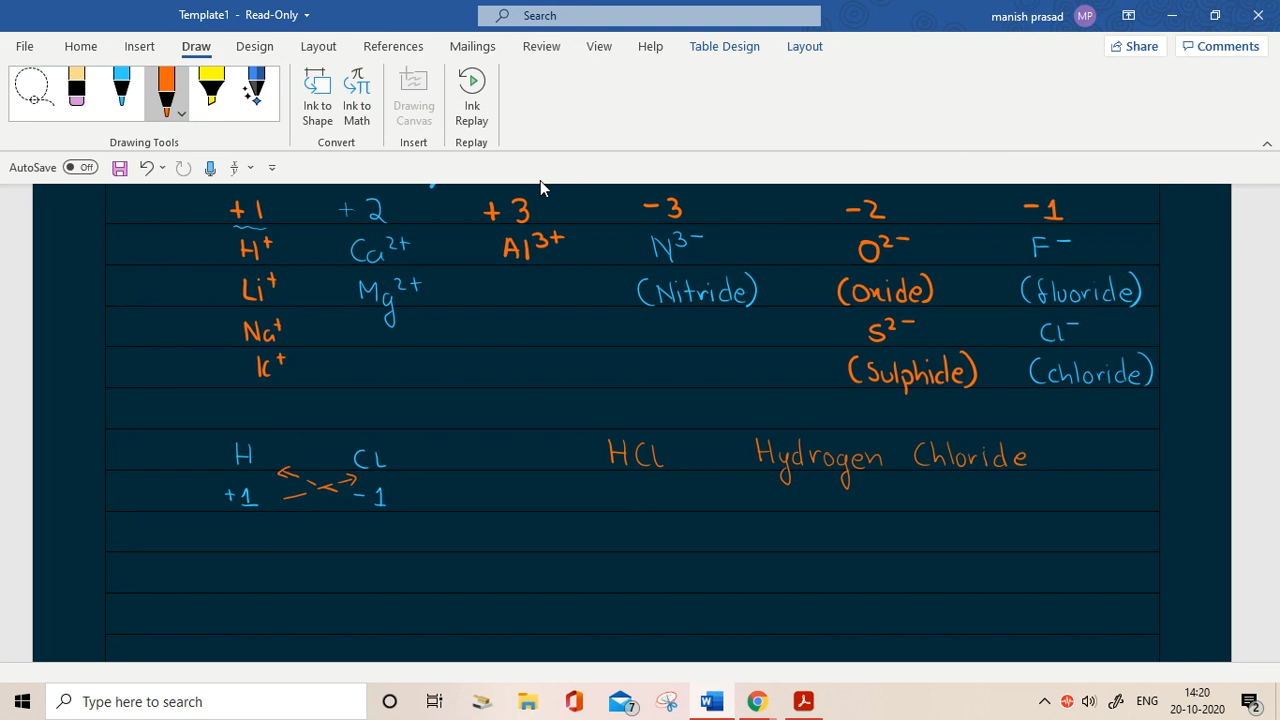 Template1 - Read-Only
Search
manish prasad MP
File Home Insert Draw Design Layout References Mailings Review View Help Table Design Layout Share Comments
Ink to Shape
Ink to Math
Drawing Canvas
Ink Replay
Drawing Tools Convert Insert Replay
AutoSave Off
+1 +2 +3 -3 -2 -1
H+ Ca2+ Al3+ N3- O2- F-
Li+ Mg2+ (Nitride) (Oxide) (fluoride)
Na+ S2- Cl-
K+ (Sulphide) (chloride)
H Cl HCl Hydrogen Chloride
+1 -1
Type here to search
7
ENG
14:20
20-10-2020
2